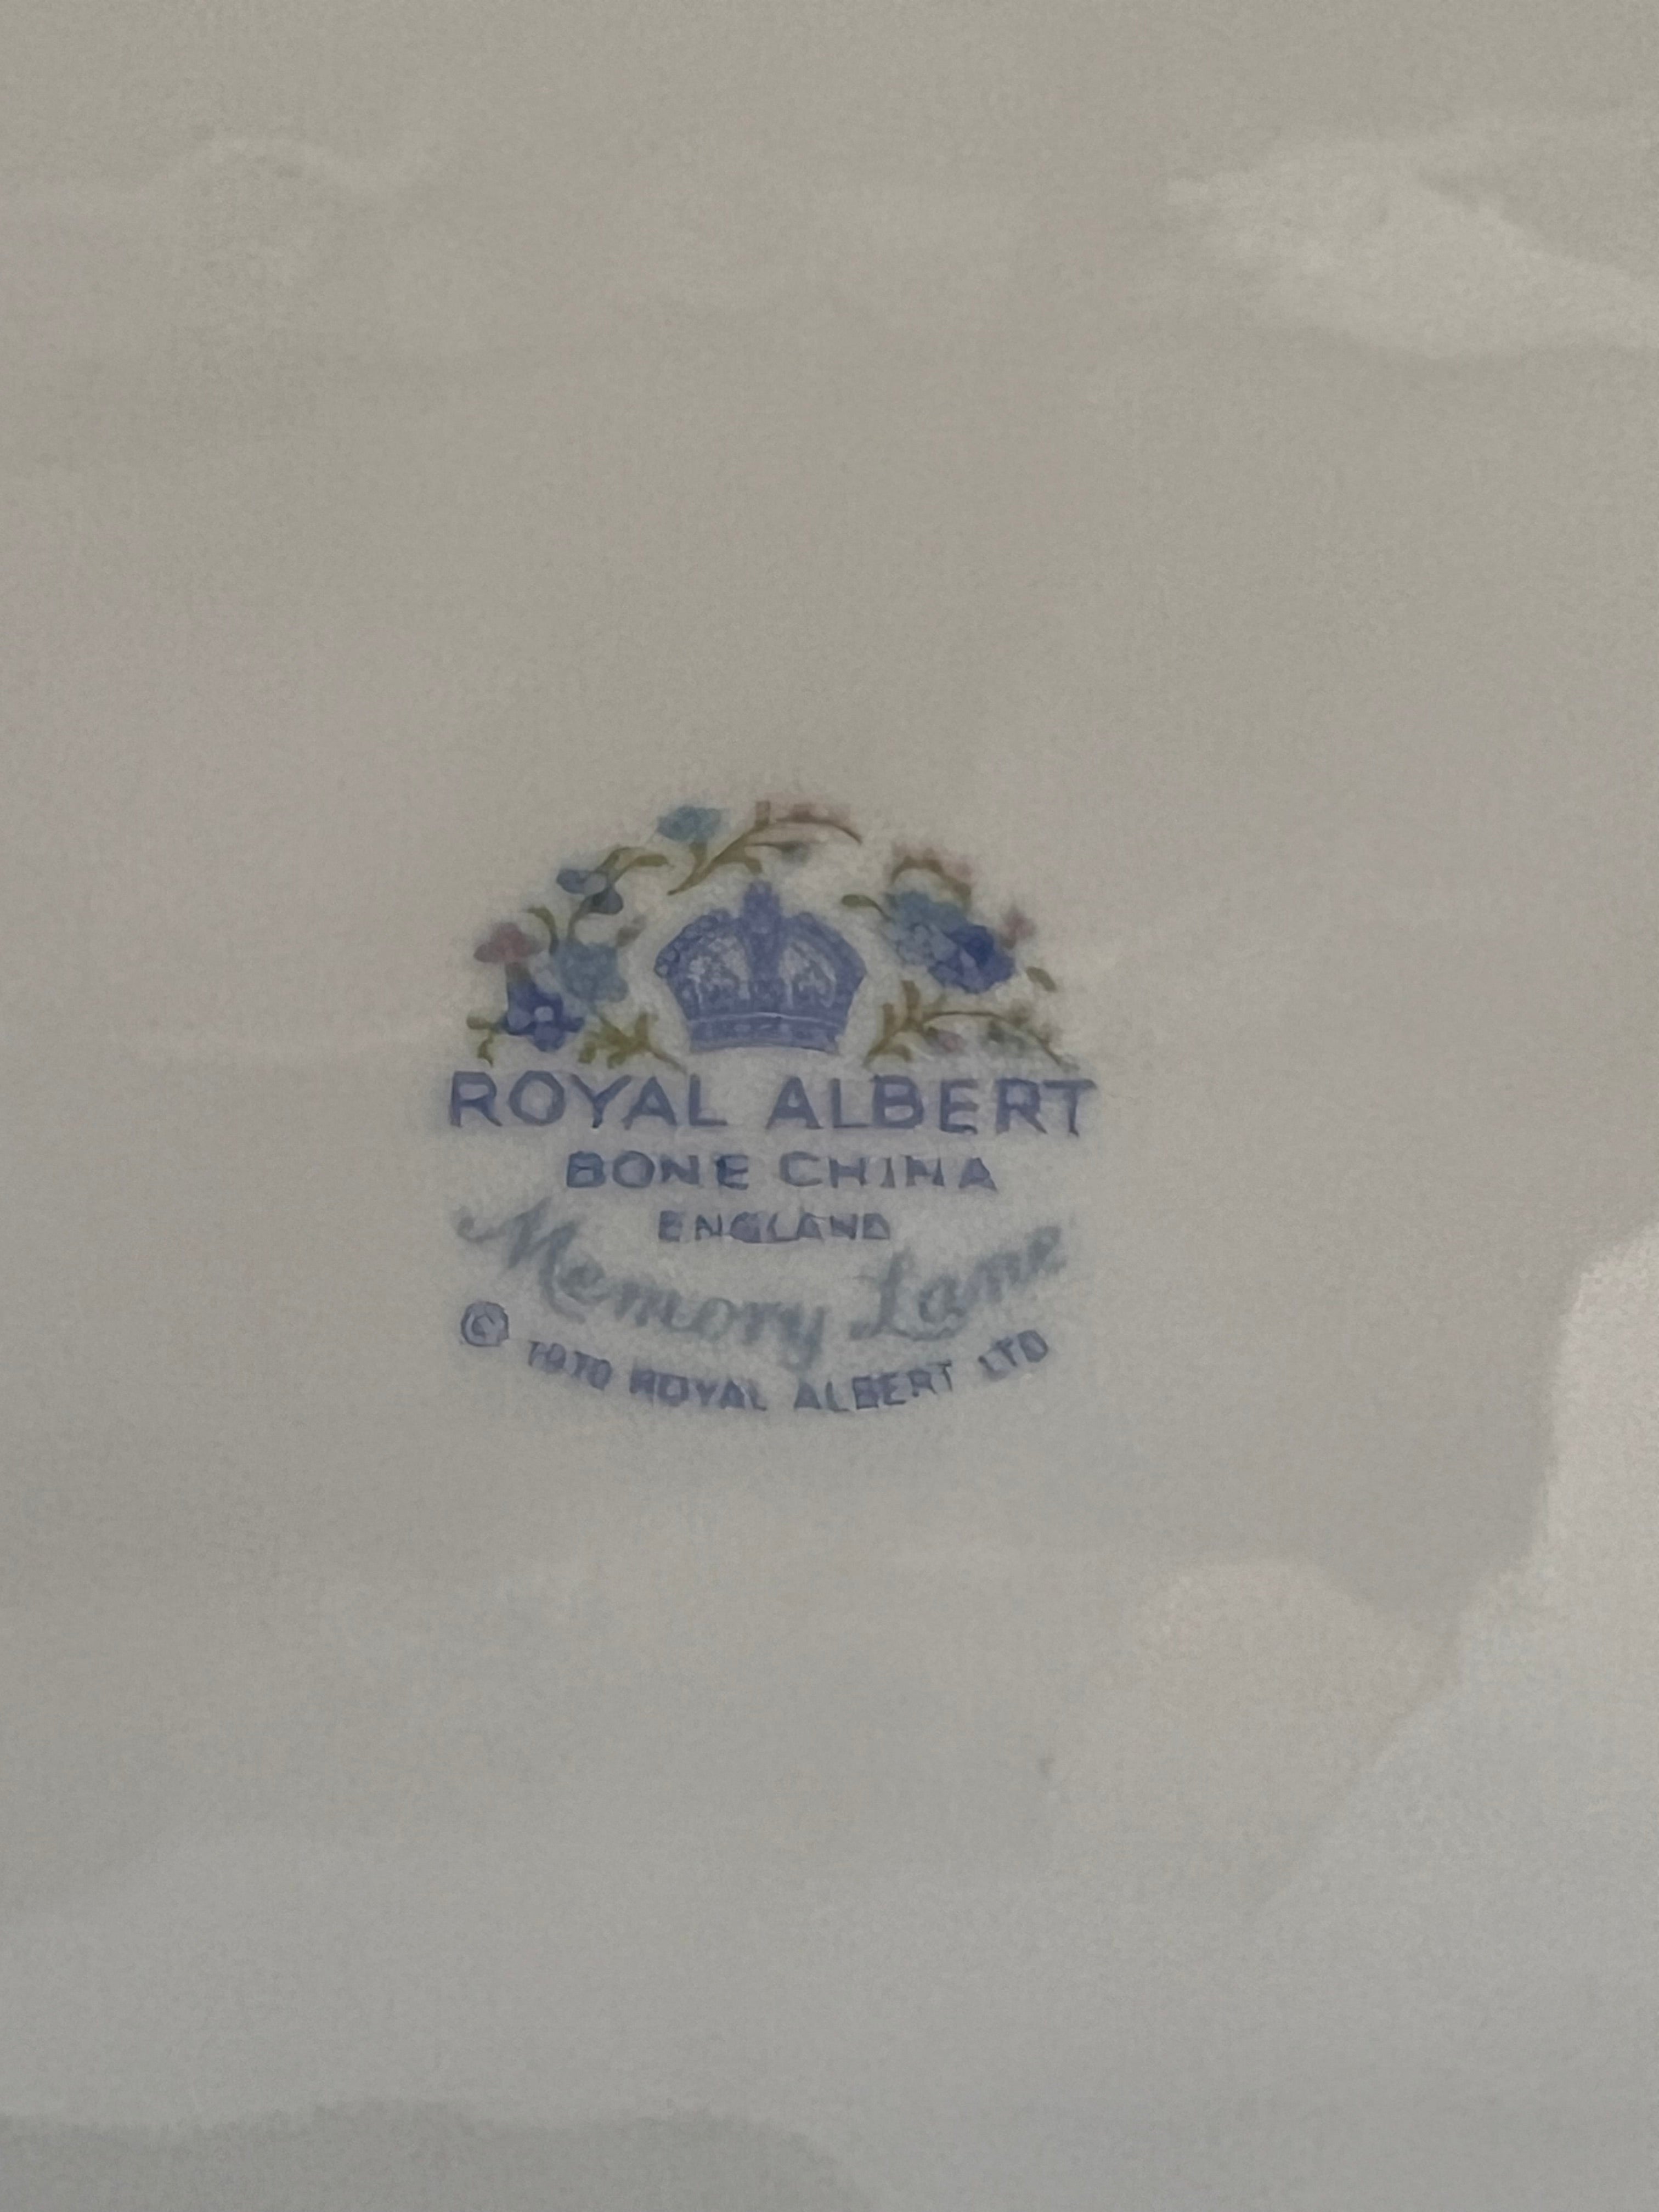 ROYAL ALBERT
BONE CHINA
ENGLAND
Memory Lane
© 1970 ROYAL ALBERT LTD